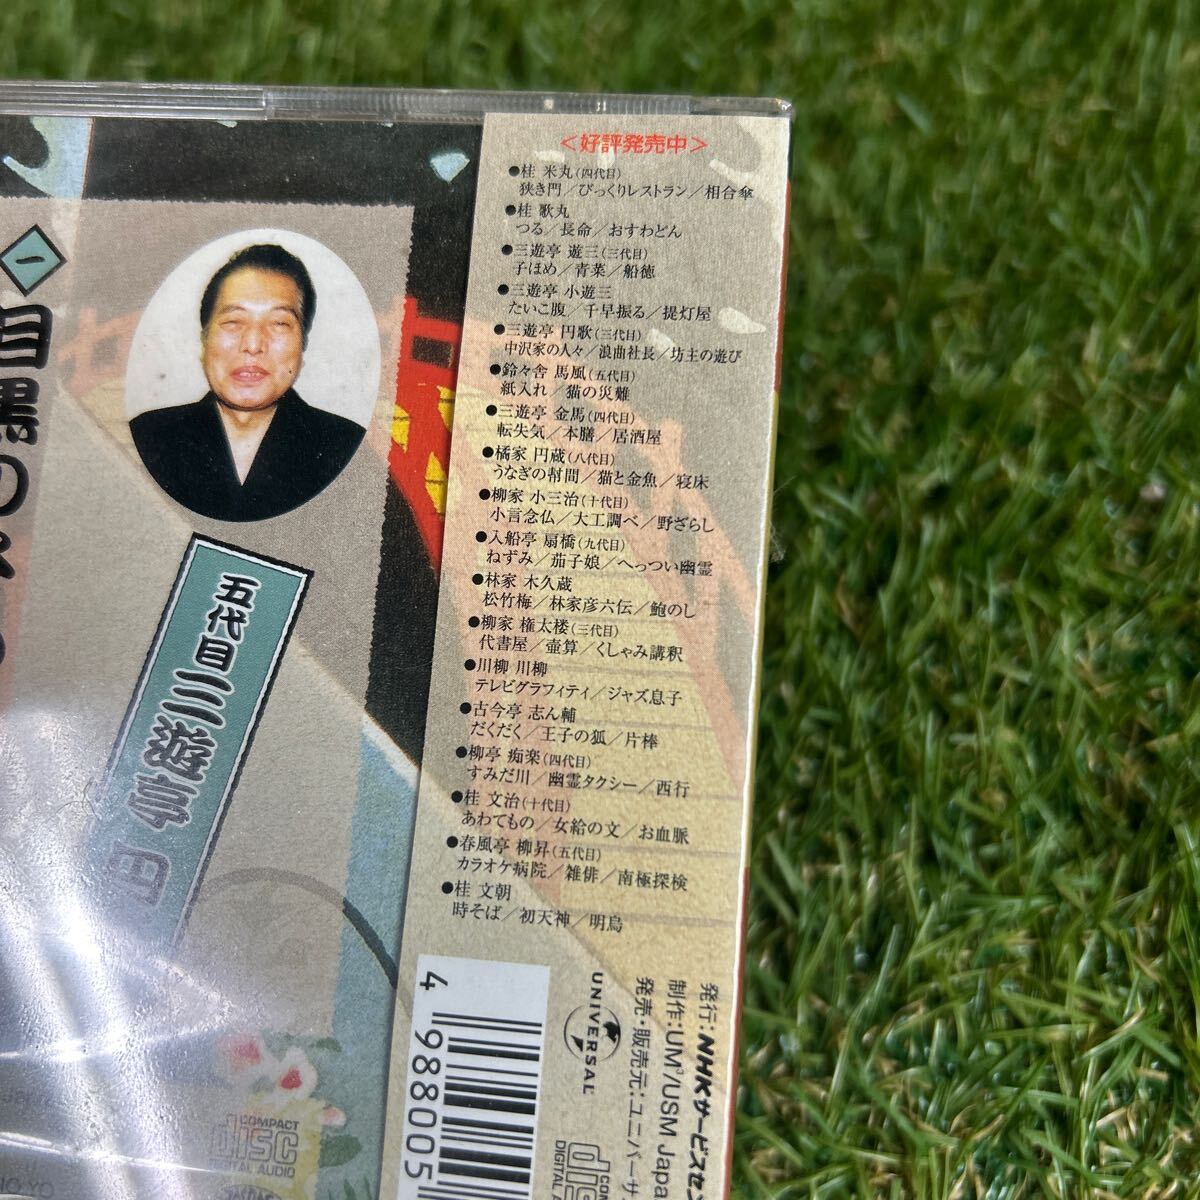 ＜好評発売中＞
●桂 米丸(四代目)
狭き門／びっくりレストラン／相合傘
●桂 歌丸
つる／長命／おすわどん
●三遊亭 遊三(三代目)
子ほめ／青菜／船徳
●三遊亭 小遊三
たいこ腹／千早振る／提灯屋
●三遊亭 円歌(三代目)
中沢家の人々／浪曲社長／坊主の遊び
●鈴々舎 馬風(五代目)
紙入れ／猫の災難
●三遊亭 金馬(四代目)
転失気／本膳／居酒屋
●橘家 円蔵(八代目)
うなぎの幇間／猫と金魚／寝床
●柳家 小三治(十代目)
小言念仏／大工調べ／野ざらし
●入船亭 扇橋(九代目)
ねずみ／茄子娘／へっつい幽霊
●林家 木久蔵
松竹梅／林家彦六伝／鮑のし
●柳家 権太楼(三代目)
代書屋／壷算／くしゃみ講釈
●川柳 川柳
テレビグラフィティ／ジャズ息子
●古今亭 志ん輔
だくだく／王子の狐／片棒
●柳亭 痴楽(四代目)
すみだ川／幽霊タクシー／西行
●桂 文治(十代目)
あわてもの／女給の文／お血脈
●春風亭 柳昇(五代目)
カラオケ病院／雑俳／南極探検
●桂 文朝
時そば／初天神／明烏
一
目黒の
五代目 三遊亭 円
発行：NHKサービスセン
制作：UM³/USM Japa
発売・販売元：ユニバーサ
UNIVERSAL
4 988005
COMPACT
disc
DIGITAL AUDIO